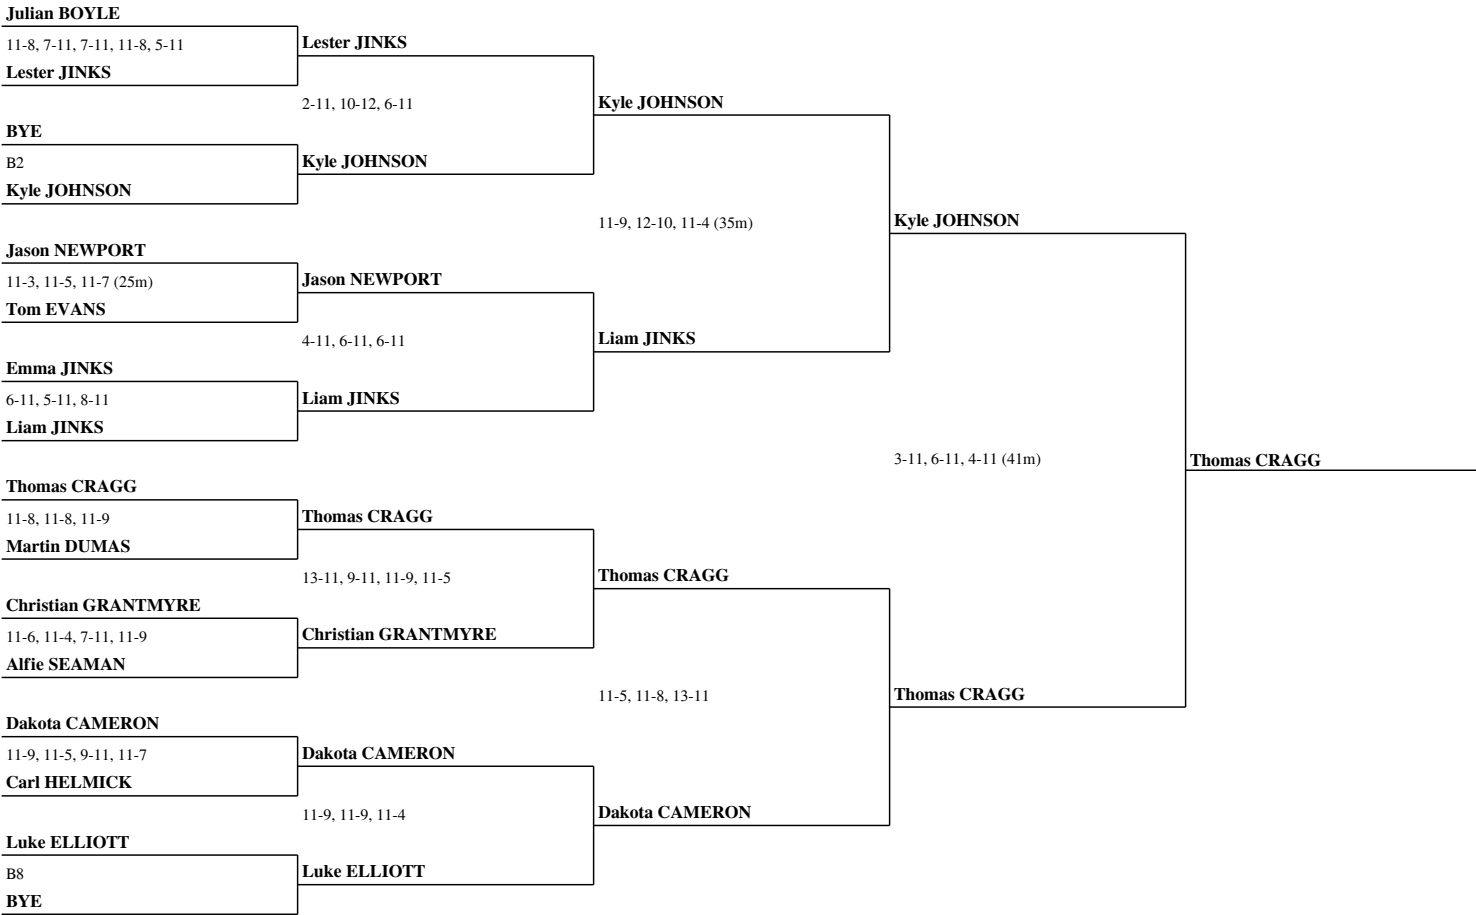 Julian BOYLE
11-8, 7-11, 7-11, 11-8, 5-11
Lester JINKS
BYE
B2
Kyle JOHNSON
Jason NEWPORT
11-3, 11-5, 11-7 (25m)
Tom EVANS
Emma JINKS
6-11, 5-11, 8-11
Liam JINKS
Thomas CRAGG
11-8, 11-8, 11-9
Martin DUMAS
Christian GRANTMYRE
11-6, 11-4, 7-11, 11-9
Alfie SEAMAN
Dakota CAMERON
11-9, 11-5, 9-11, 11-7
Carl HELMICK
Luke ELLIOTT
B8
BYE
Lester JINKS
2-11, 10-12, 6-11
Kyle JOHNSON
Jason NEWPORT
4-11, 6-11, 6-11
Liam JINKS
Thomas CRAGG
13-11, 9-11, 11-9, 11-5
Christian GRANTMYRE
Dakota CAMERON
11-9, 11-9, 11-4
Luke ELLIOTT
Kyle JOHNSON
11-9, 12-10, 11-4 (35m)
Liam JINKS
Thomas CRAGG
11-5, 11-8, 13-11
Dakota CAMERON
Kyle JOHNSON
3-11, 6-11, 4-11 (41m)
Thomas CRAGG
Thomas CRAGG